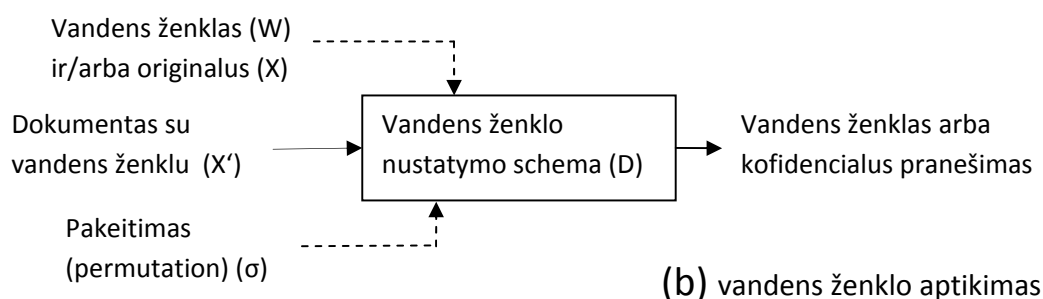 Vandens ženklas (W)
ir/arba originalus (X)
Dokumentas su
vandens ženklu (X‘)
Vandens ženklo
nustatymo schema (D)
Vandens ženklas arba
kofidencialus pranešimas
Pakeitimas
(permutation) (σ)
(b) vandens ženklo aptikimas